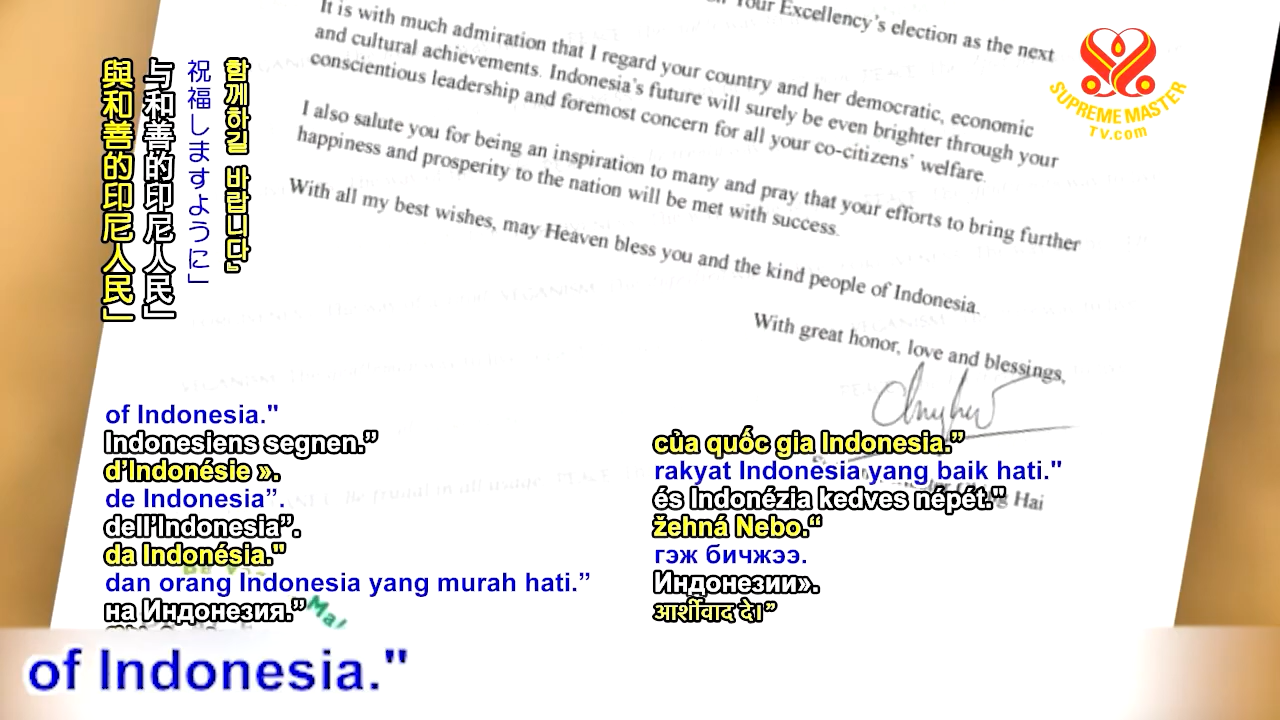 Your Excellency's election as the next
It is with much admiration that I regard your country and her democratic, economic
and cultural achievements. Indonesia's future will surely be even brighter through your
conscientious leadership and foremost concern for all your co-citizens' welfare.
I also salute you for being an inspiration to many and pray that your efforts to bring further
happiness and prosperity to the nation will be met with success.
With all my best wishes, may Heaven bless you and the kind people of Indonesia.
With great honor, love and blessings,
Hai
SUPREME MASTER
TV.com
함께하길 바랍니다』
祝福しますように」
与和善的印尼人民」
與和善的印尼人民」
of Indonesia."
Indonesiens segnen.”
d’Indonésie ».
de Indonesia”.
dell’Indonesia”.
da Indonésia."
dan orang Indonesia yang murah hati.”
на Индонезия.”
của quốc gia Indonesia.”
rakyat Indonesia yang baik hati."
és Indonézia kedves népét."
žehná Nebo.“
гэж бичжээ.
Индонезии».
आर्शीवाद दे।”
of Indonesia."